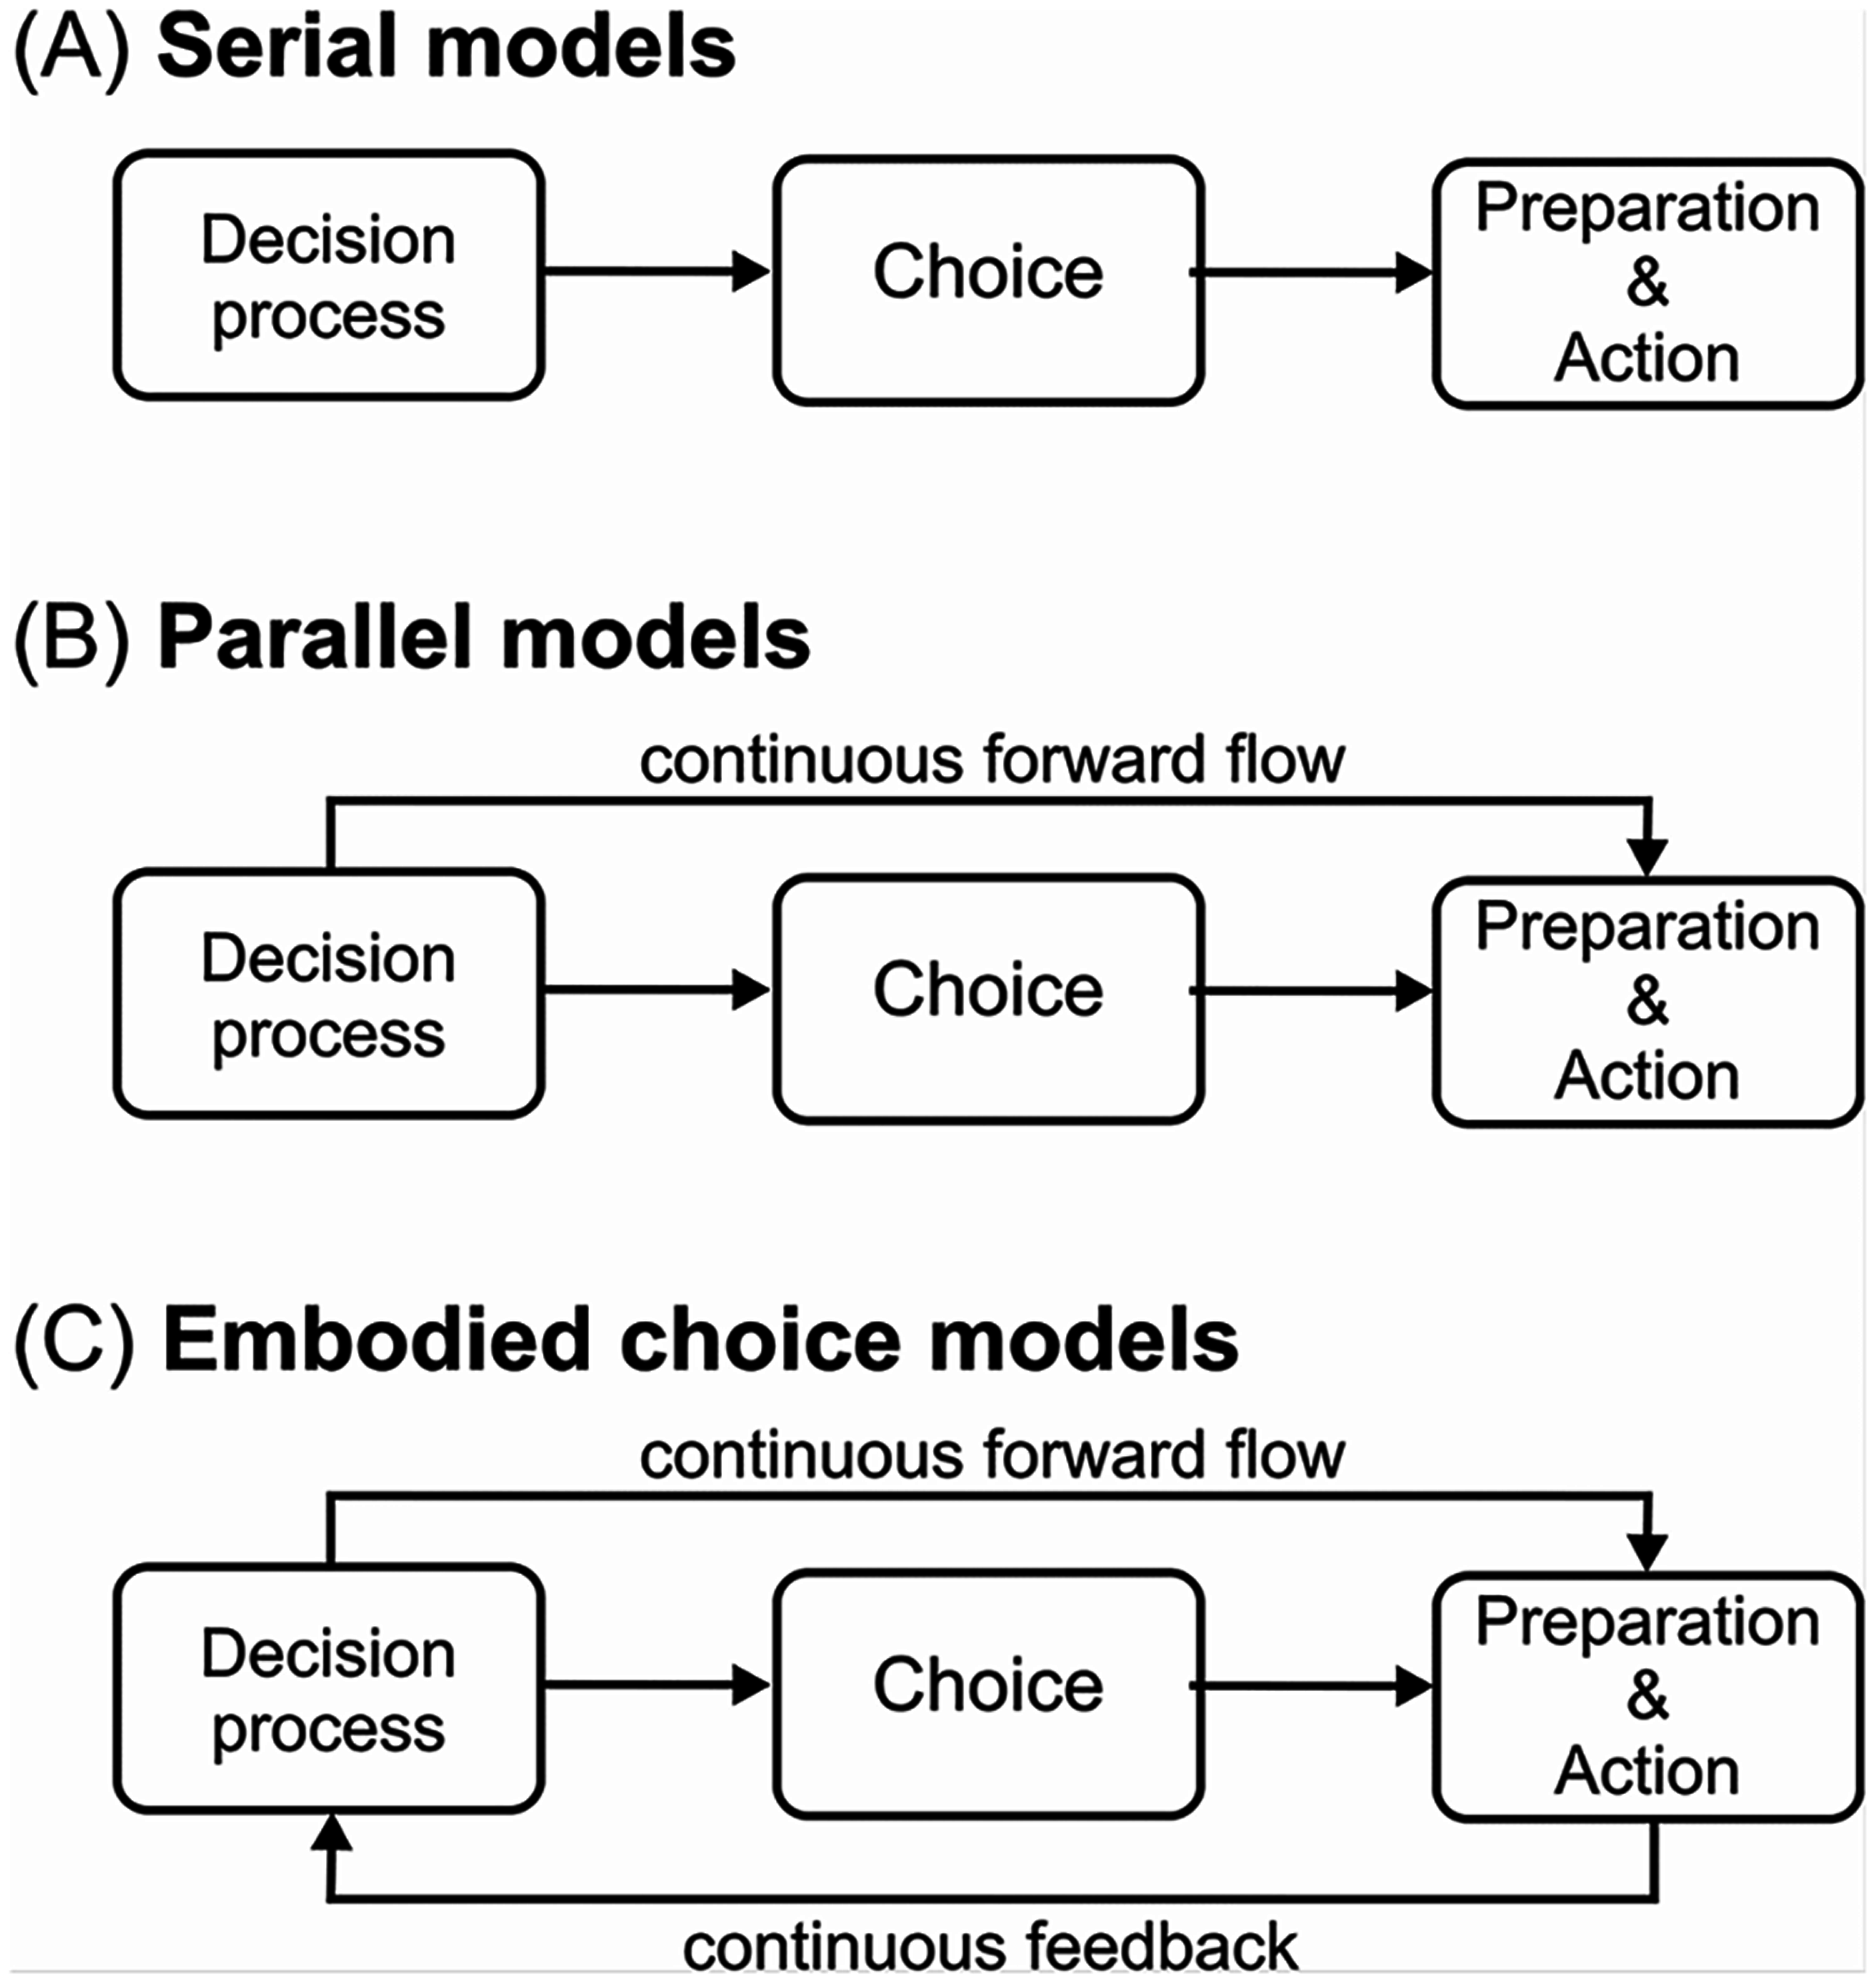 (A) Serial models
Decision
process
Choice
Preparation
&
Action
(B) Parallel models
continuous forward flow
Decision
process
Choice
Preparation
&
Action
(C) Embodied choice models
continuous forward flow
Decision
process
Choice
Preparation
&
Action
continuous feedback